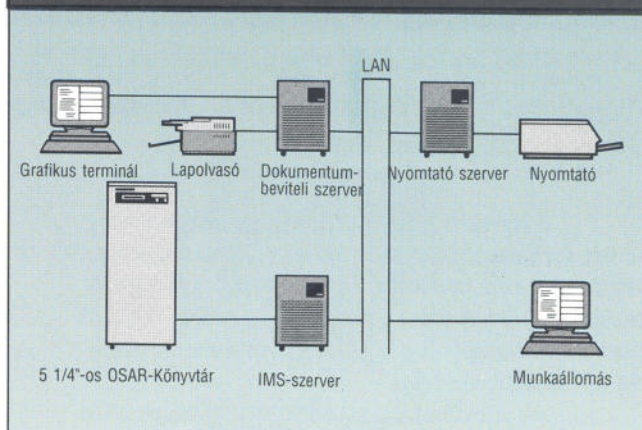 LAN
Grafikus terminál
Lapolvasó
Dokumentum-
beviteli szerver
Nyomtató szerver
Nyomtató
5 1/4"-os OSAR-Könyvtár
IMS-szerver
Munkaállomás